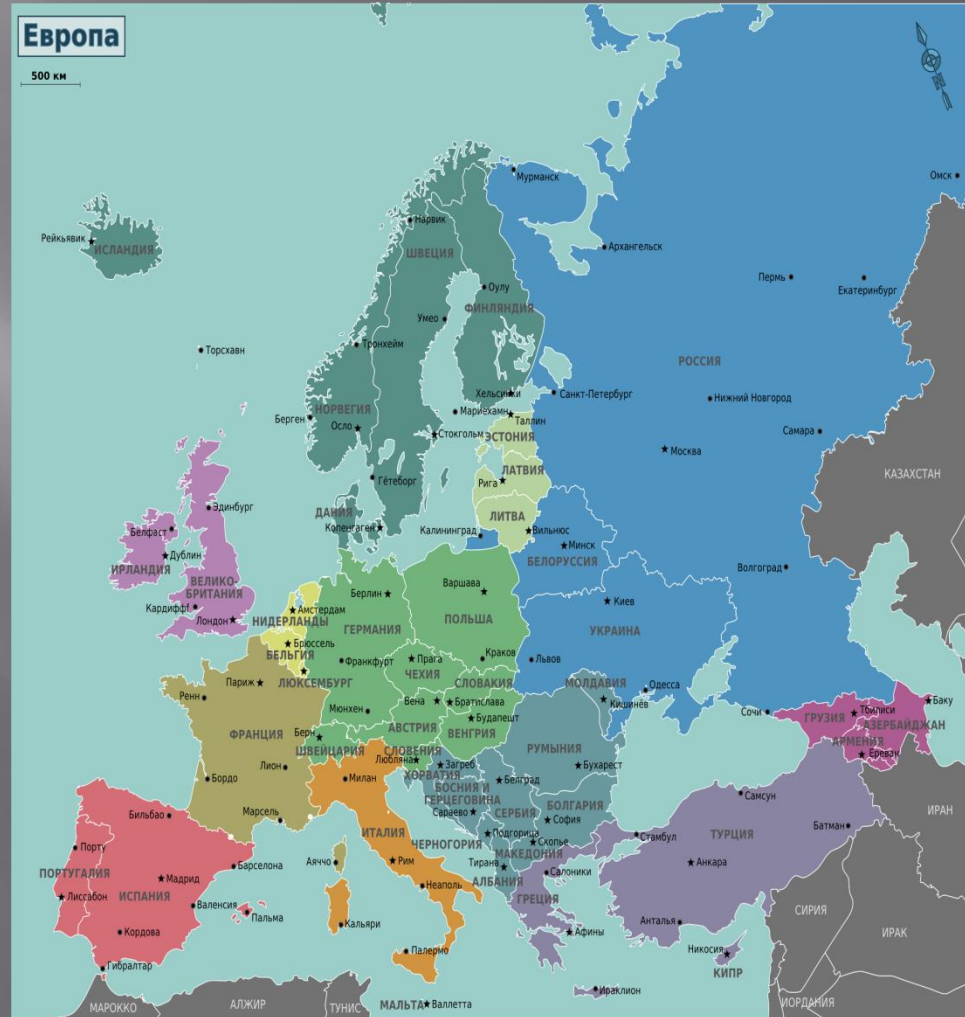 Европа
500 км
N
Омск
Мурманск
Нарвик
Рейкьявик
ИСЛАНДИЯ
ШВЕЦИЯ
Архангельск
Пермь
Екатеринбург
Оулу
ФИНЛЯНДИЯ
Умео
Тронхейм
Торсхавн
РОССИЯ
Хельсинки
Санкт-Петербург
Нижний Новгород
НОРВЕГИЯ
Мариехамн
Берген
Таллин
Осло
Стокгольм
ЭСТОНИЯ
Самара
Москва
ЛАТВИЯ
КАЗАХСТАН
Гётеборг
Рига
Эдинбург
ДАНИЯ
ЛИТВА
Белфаст
Копенгаген
Калининград
Вильнюс
Минск
Дублин
БЕЛОРУССИЯ
ИРЛАНДИЯ
Волгоград
ВЕЛИКО-
БРИТАНИЯ
Варшава
Берлин
Киев
Кардифф
Амстердам
Лондон
НИДЕРЛАНДЫ
ГЕРМАНИЯ
ПОЛЬША
УКРАИНА
Брюссель
БЕЛЬГИЯ
Франкфурт
Прага
Краков
Львов
ЧЕХИЯ
Париж
ЛЮКСЕМБУРГ
СЛОВАКИЯ
МОЛДАВИЯ
Одесса
Ренн
Вена
Братислава
Кишинёв
Баку
Мюнхен
Сочи
ГРУЗИЯ
Тбилиси
Будапешт
АЗЕРБАЙДЖАН
АВСТРИЯ
ФРАНЦИЯ
Берн
ВЕНГРИЯ
АРМЕНИЯ
ШВЕЙЦАРИЯ
СЛОВЕНИЯ
РУМЫНИЯ
Ереван
Любляна
Загреб
Бухарест
Лион
ХОРВАТИЯ
Бордо
Милан
Белград
БОСНИЯ И
ГЕРЦЕГОВИНА
Самсун
ИРАН
БОЛГАРИЯ
Сараево
СЕРБИЯ
Бильбао
Марсель
София
Батман
ИТАЛИЯ
Подгорица
Стамбул
ТУРЦИЯ
ЧЕРНОГОРИЯ
Скопье
Порту
МАКЕДОНИЯ
Аяччо
Рим
Тирана
Анкара
Барселона
ПОРТУГАЛИЯ
Мадрид
Салоники
АЛБАНИЯ
Неаполь
Лиссабон
ИСПАНИЯ
ГРЕЦИЯ
Валенсия
Пальма
СИРИЯ
Кальяри
Анталья
Кордова
Афины
ИРАК
Палермо
Никосия
Гибралтар
КИПР
Ираклион
МАРОККО
АЛЖИР
ТУНИС
МАЛЬТА
Валлетта
ИОРДАНИЯ